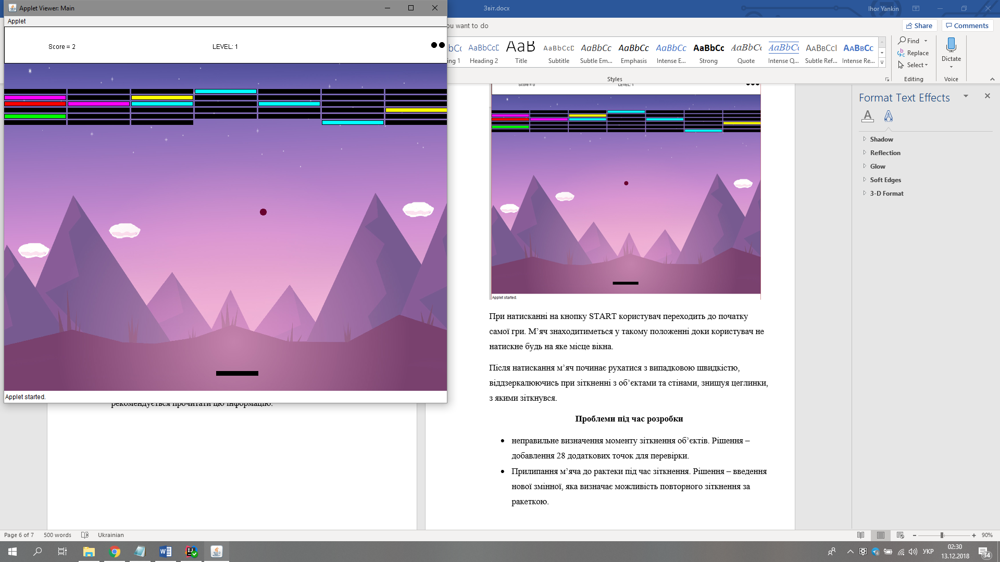 Applet Viewer: Main
Звіт.docx
Ihor Yankin
Applet
you want to do
Share
Comments
Score = 2
LEVEL: 1
AaBbCcD
AaB
AaBbCcD
AaBbCc
AaBbCc
AaBbCc
AaBbCc
AaBbCc
AaBbCc
AaBbCcI
AaBbCc
ing 1
Heading 2
Title
Subtitle
Subtle Em...
Emphasis
Intense E...
Strong
Quote
Intense Q...
Subtle Ref...
Intense Re...
Find
Replace
Select
Dictate
Styles
Editing
Voice
Score = 0
LEVEL: 1
Format Text Effects
Shadow
Reflection
Glow
Soft Edges
3-D Format
Applet started.
При натисканні на кнопку START користувач переходить до початку
самої гри. М’яч знаходитиметься у такому положенні доки користувач не
натискне будь на яке місце вікна.
Після натискання м’яч починає рухатися з випадковою швидкістю,
віддзеркалюючись при зіткненні з об’єктами та стінами, знищуя цеглинки,
з якими зіткнувся.
Проблеми під час розробки
• неправильне визначення моменту зіткнення об’єктів. Рішення –
добавлення 28 додаткових точок для перевірки.
• Прилипання м’яча до рактеки під час зіткнення. Рішення – введення
нової змінної, яка визначає можливість повторного зіткнення за
ракеткою.
Applet started.
рекомендується прочитати цю інформацію.
Page 6 of 7
500 words
Ukrainian
90%
УКР
02:30
13.12.2018
34